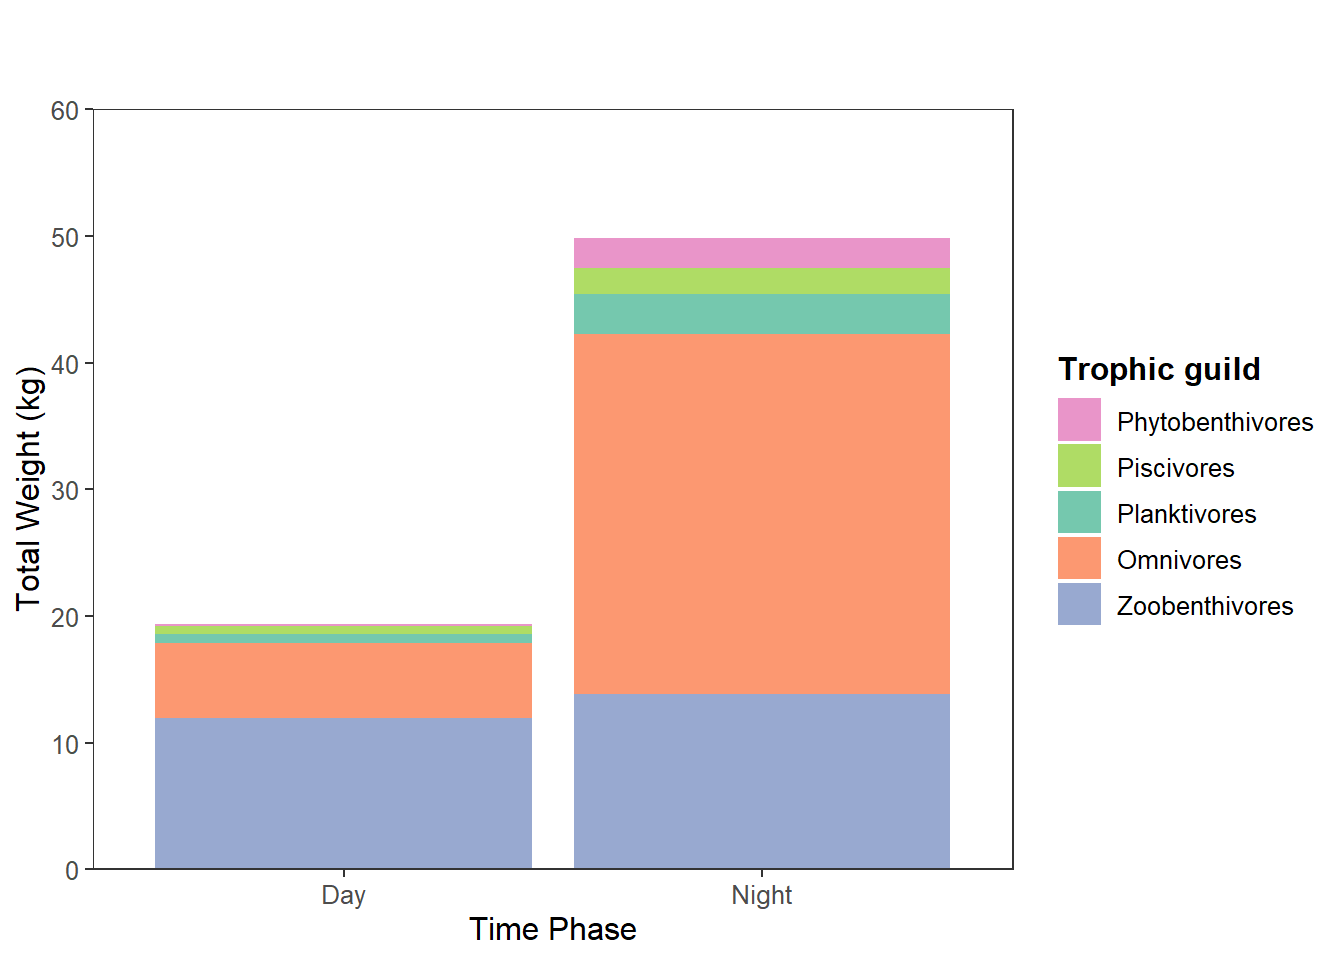 60
50
40
30
20
10
0
Total Weight (kg)
Day Night
Time Phase
Trophic guild
Phytobenthivores
Piscivores
Planktivores
Omnivores
Zoobenthivores